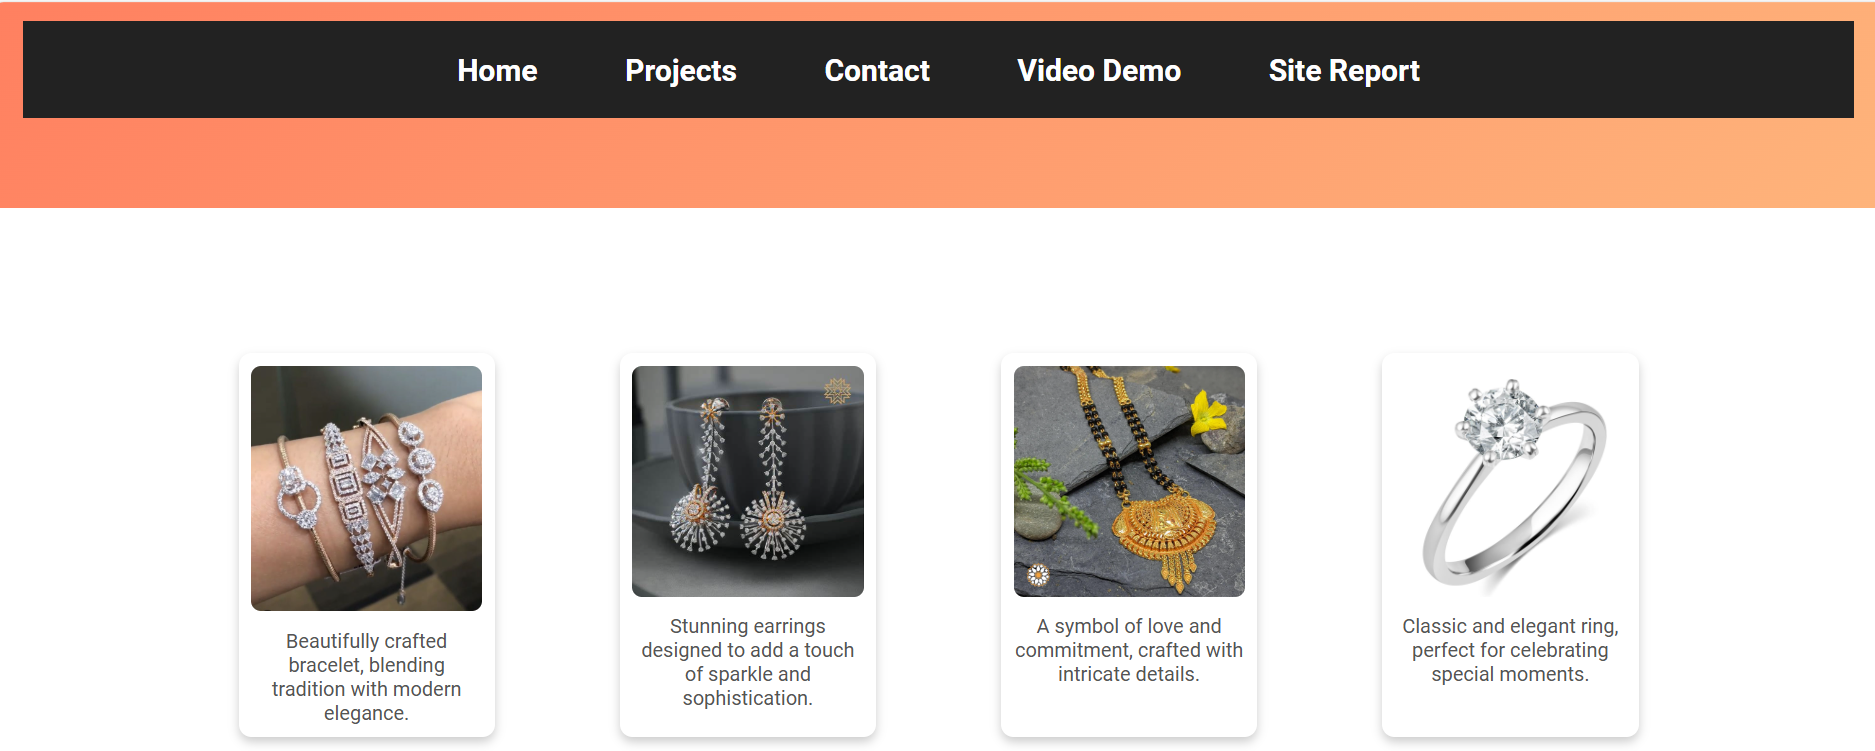 Home
Projects
Contact
Video Demo
Site Report
Beautifully crafted
bracelet, blending
tradition with modern
elegance.
Stunning earrings
designed to add a touch
of sparkle and
sophistication.
A symbol of love and
commitment, crafted with
intricate details.
Classic and elegant ring,
perfect for celebrating
special moments.